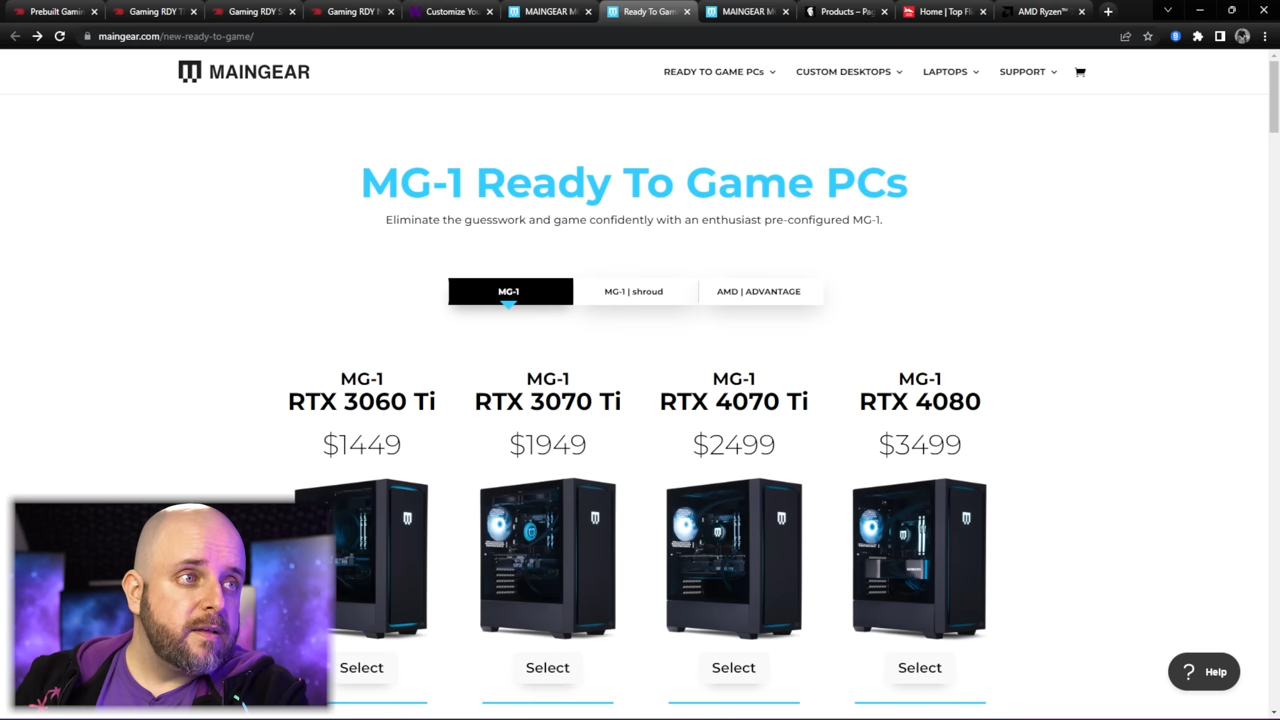 Prebuilt Gamin
Gaming RDY T
Gaming RDY S
Gaming RDY N
Customize You
MAINGEAR M
Ready To Gam
MAINGEAR M
Products – Pag
Home | Top Fl
AMD Ryzen™
maingear.com/new-ready-to-game/
MAINGEAR
READY TO GAME PCs
CUSTOM DESKTOPS
LAPTOPS
SUPPORT
MG-1 Ready To Game PCs
Eliminate the guesswork and game confidently with an enthusiast pre-configured MG-1.
MG-1
MG-1 | shroud
AMD | ADVANTAGE
MG-1
RTX 3060 Ti
$1449
Select
MG-1
RTX 3070 Ti
$1949
Select
MG-1
RTX 4070 Ti
$2499
Select
MG-1
RTX 4080
$3499
Select
? Help